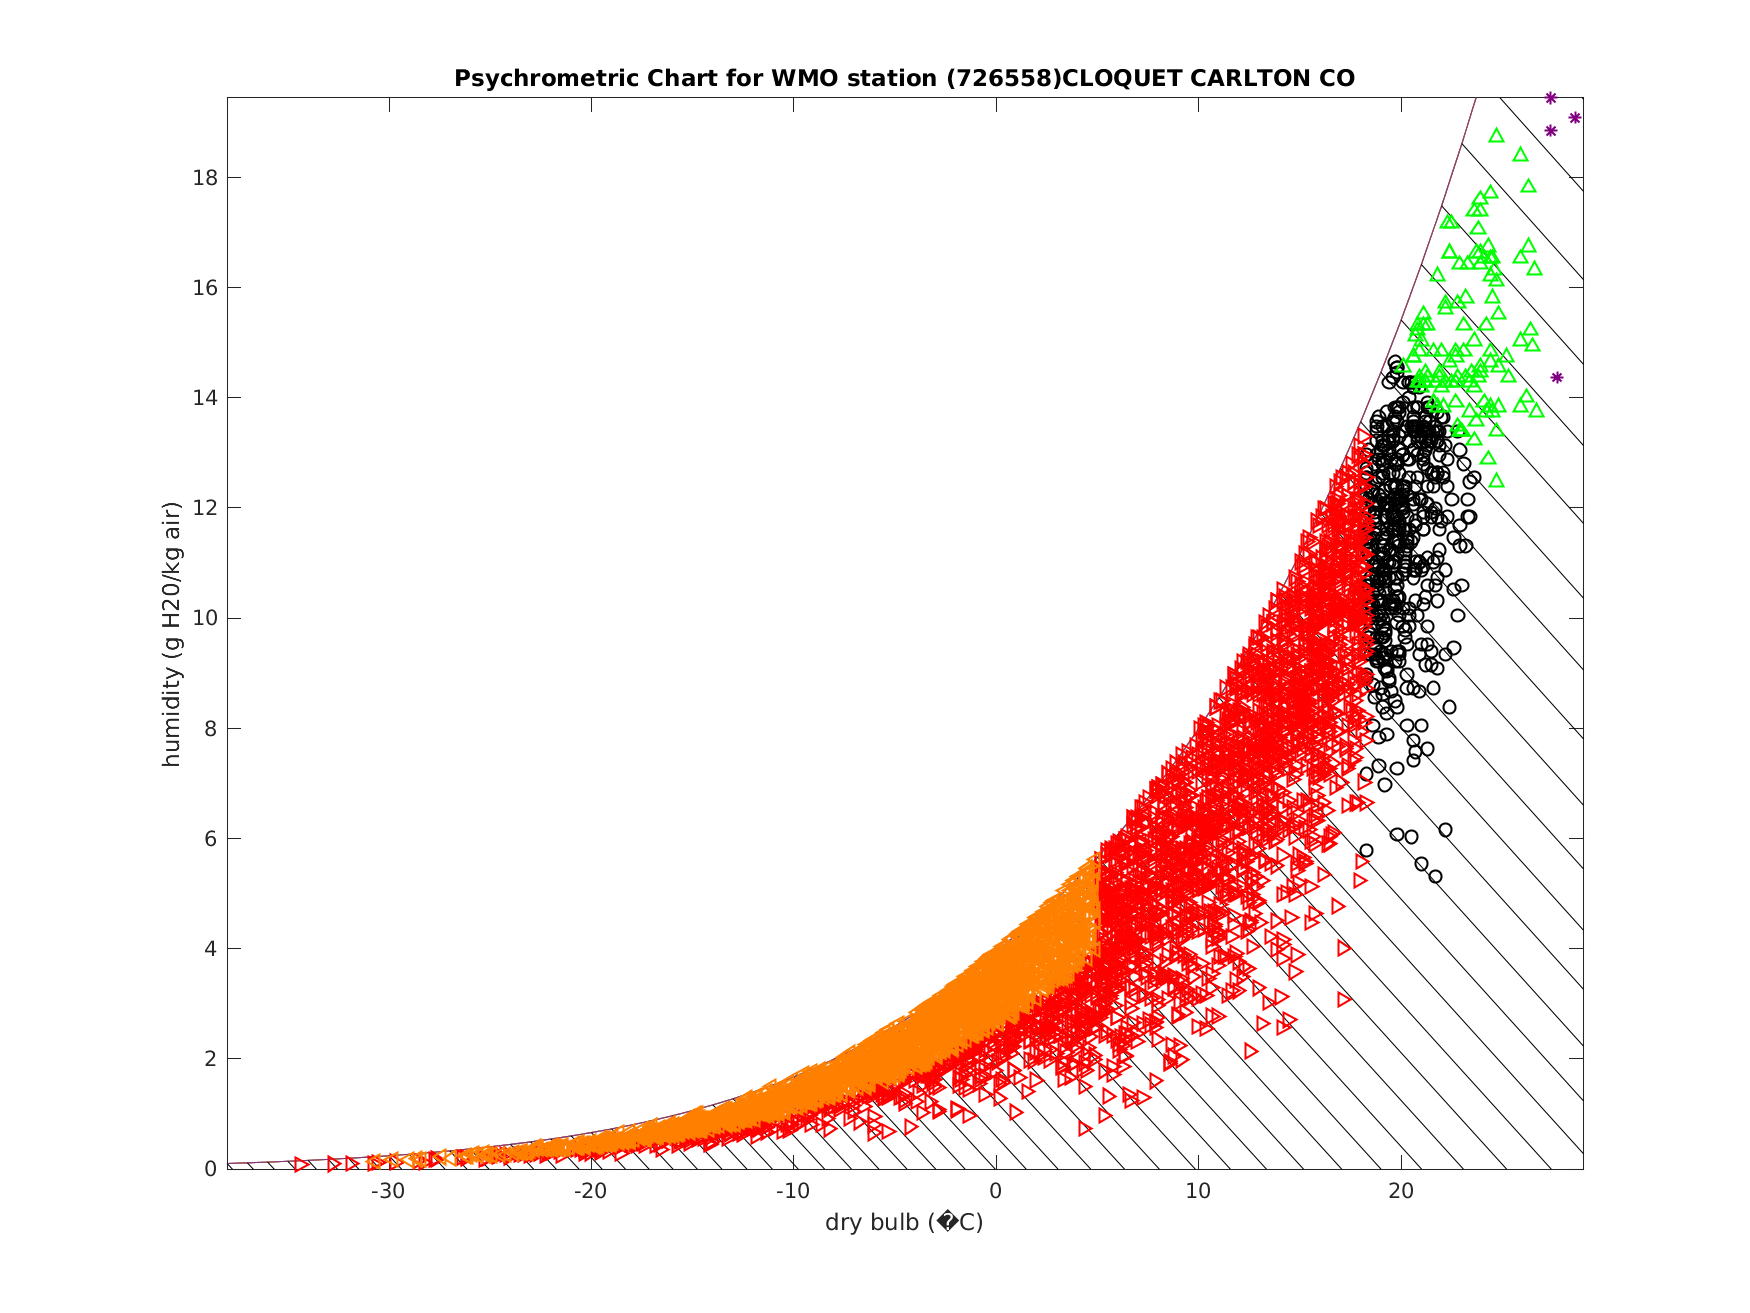 Psychrometric Chart for WMO station (726558)CLOQUET CARLTON CO
18
16
14
12
10
8
6
4
2
0
humidity (g H20/kg air)
-30 -20 -10 0 10 20
dry bulb (�C)